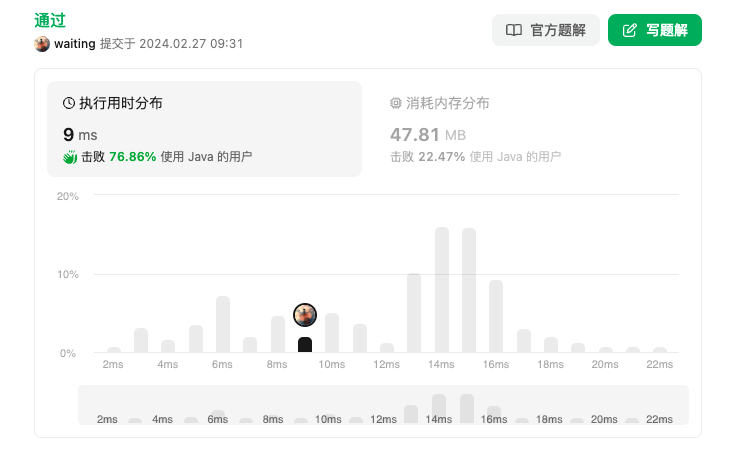 通过
waiting 提交于 2024.02.27 09:31
官方题解
写题解
执行用时分布
9 ms
击败 76.86% 使用 Java 的用户
消耗内存分布
47.81 MB
击败 22.47% 使用 Java 的用户
20%
10%
0%
2ms 4ms 6ms 8ms 10ms 12ms 14ms 16ms 18ms 20ms 22ms
2ms 4ms 6ms 8ms 10ms 12ms 14ms 16ms 18ms 20ms 22ms